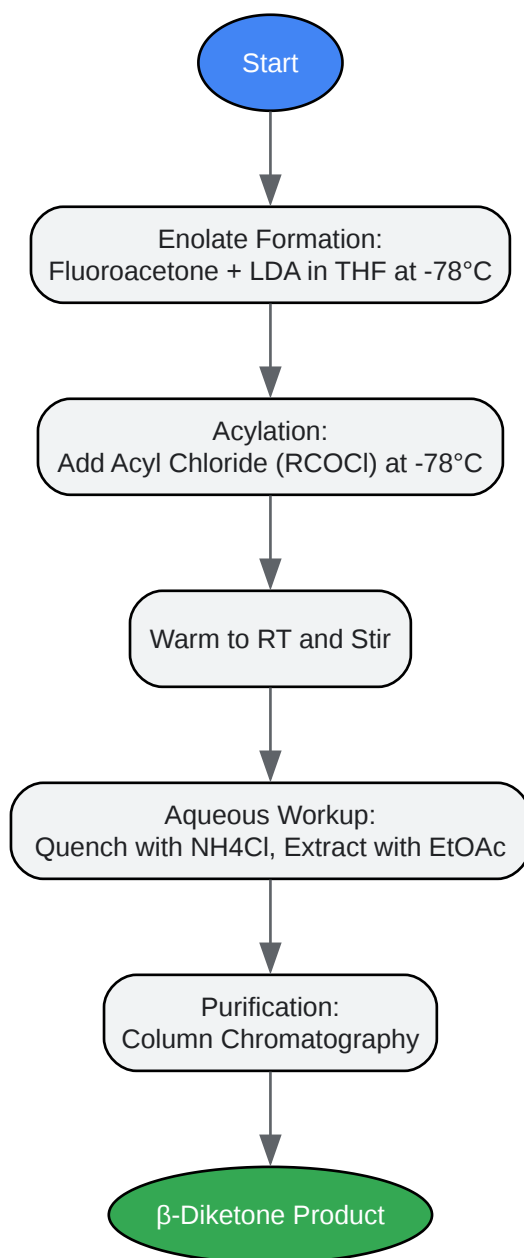 Start
Enolate Formation:
Fluoroacetone + LDA in THF at -78°C
Acylation:
Add Acyl Chloride (RCOCl) at -78°C
Warm to RT and Stir
Aqueous Workup:
Quench with NH4Cl, Extract with EtOAc
Purification:
Column Chromatography
β-Diketone Product